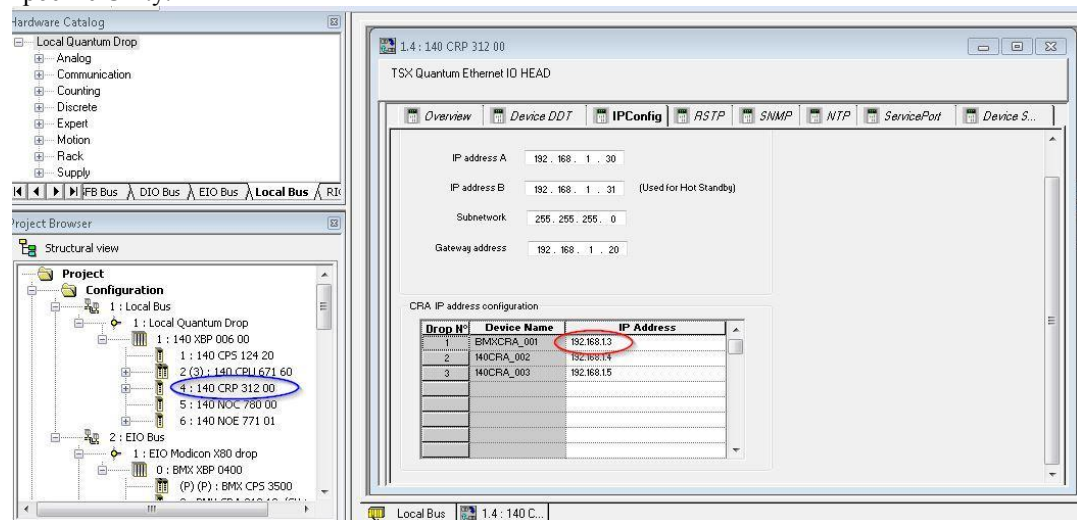 Hardware Catalog
Local Quantum Drop
Analog
Communication
Counting
Discrete
Expert
Motion
Rack
Supply
FB Bus DIO Bus EIO Bus Local Bus RIO
Project Browser
Structural view
Project
Configuration
1 : Local Bus
1 : Local Quantum Drop
1 : 140 XBP 006 00
1 : 140 CPS 124 20
2 (3) : 140 CPU 671 60
4 : 140 CRP 312 00
5 : 140 NOC 780 00
6 : 140 NOE 771 01
2 : EIO Bus
1 : EIO Modicon X80 drop
0 : BMX XBP 0400
(P) (P) : BMX CPS 3500
1.4 : 140 CRP 312 00
TSX Quantum Ethernet IO HEAD
Overview Device DDT IPConfig RSTP SNMP NTP ServicePort Device S...
IP address A 192 . 168 . 1 . 30
IP address B 192 . 168 . 1 . 31 (Used for Hot Standby)
Subnetwork 255 . 255 . 255 . 0
Gateway address 192 . 168 . 1 . 20
CRA IP address configuration
Drop N° Device Name IP Address
1 BMXCRA_001 192.168.1.3
2 140CRA_002 192.168.1.4
3 140CRA_003 192.168.1.5
Local Bus 1.4 : 140 C...